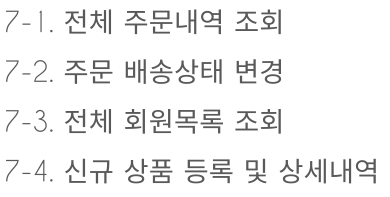 7-1. 전체 주문내역 조회
7-2. 주문 배송상태 변경
7-3. 전체 회원목록 조회
7-4. 신규 상품 등록 및 상세내역